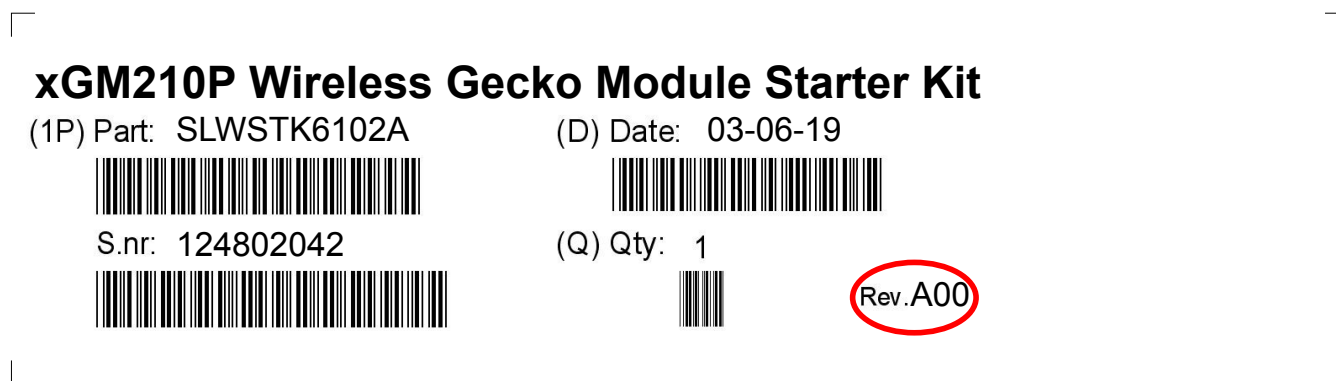 xGM210P Wireless Gecko Module Starter Kit
(1P) Part: SLWSTK6102A (D) Date: 03-06-19
S.nr: 124802042 (Q) Qty: 1
Rev.A00